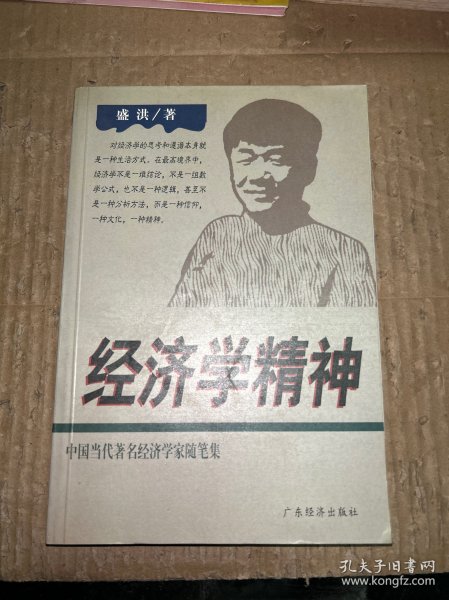 盛洪/著
对经济学的思考和通语本身就
是一种生活方式。在最高境界中，
经济学不是一堆结论，不是一组数
学公式，也不是一种逻辑，甚至不
是一种分析方法，而是一种信仰，
一种文化，一种精神。
经济学精神
中国当代著名经济学家随笔集
广东经济出版社
孔夫子旧书网
www.kongfz.com